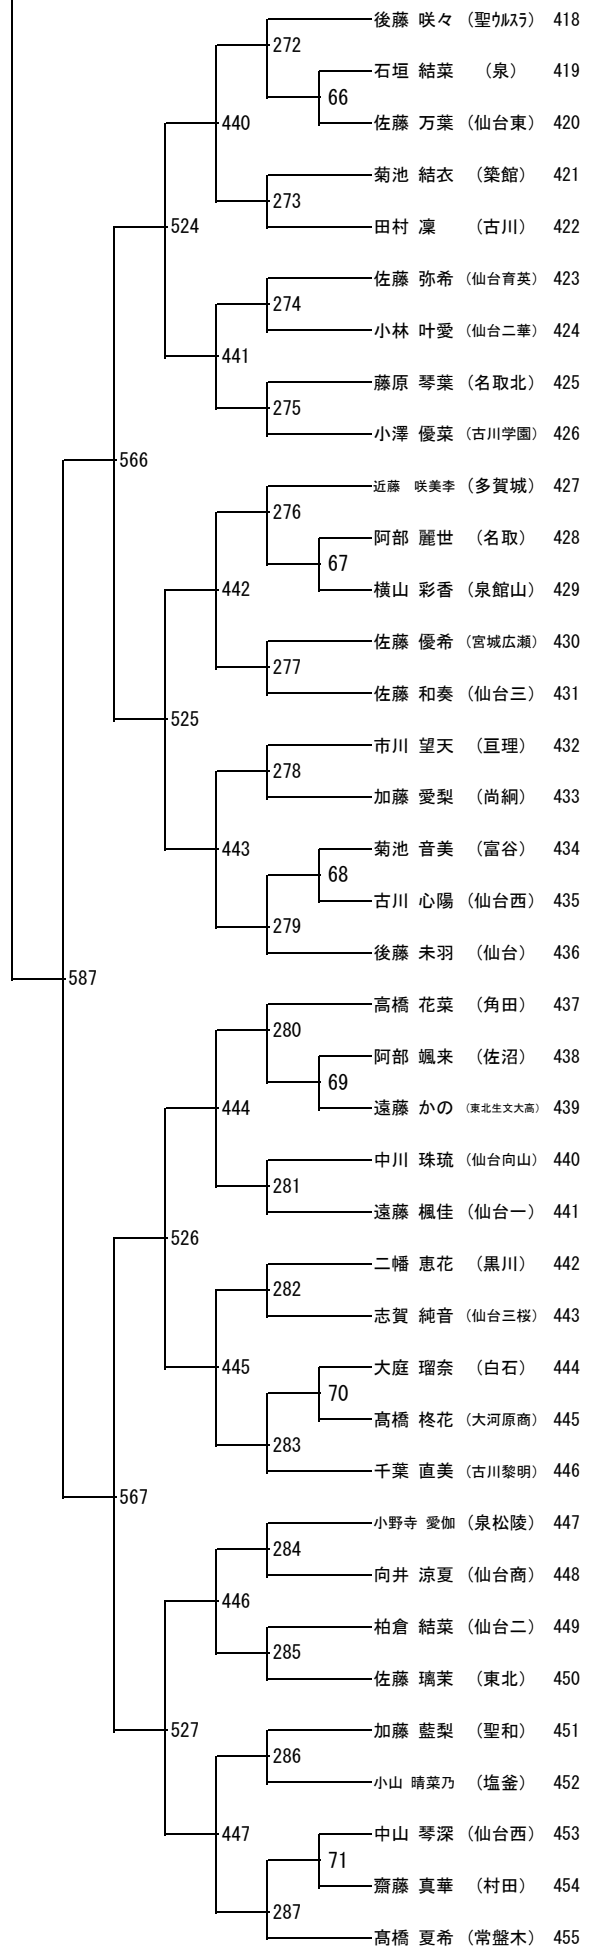 後藤 咲々 (聖ウルスラ) 418
272
石垣 結菜 (泉) 419
66
440 佐藤 万葉 (仙台東) 420
菊池 結衣 (築館) 421
273
524 田村 凜 (古川) 422
佐藤 弥希 (仙台育英) 423
274
小林 叶愛 (仙台二華) 424
441
藤原 琴葉 (名取北) 425
275
小澤 優菜 (古川学園) 426
566
近藤 咲美李 (多賀城) 427
276
阿部 麗世 (名取) 428
67
442 横山 彩香 (泉館山) 429
佐藤 優希 (宮城広瀬) 430
277
佐藤 和奏 (仙台三) 431
525
市川 望天 (亘理) 432
278
加藤 愛梨 (尚絅) 433
443 菊池 音美 (富谷) 434
68
古川 心陽 (仙台西) 435
279
後藤 未羽 (仙台) 436
587
高橋 花菜 (角田) 437
280
阿部 颯来 (佐沼) 438
69
444 遠藤 かの (東北生文大高) 439
中川 珠琉 (仙台向山) 440
281
遠藤 楓佳 (仙台一) 441
526
二幡 恵花 (黒川) 442
282
志賀 純音 (仙台三桜) 443
445 大庭 瑠奈 (白石) 444
70
髙橋 柊花 (大河原商) 445
283
千葉 直美 (古川黎明) 446
567
小野寺 愛伽 (泉松陵) 447
284
向井 涼夏 (仙台商) 448
446
柏倉 結菜 (仙台二) 449
285
佐藤 璃茉 (東北) 450
527 加藤 藍梨 (聖和) 451
286
小山 晴菜乃 (塩釜) 452
447 中山 琴深 (仙台西) 453
71
齋藤 真華 (村田) 454
287
髙橋 夏希 (常盤木) 455